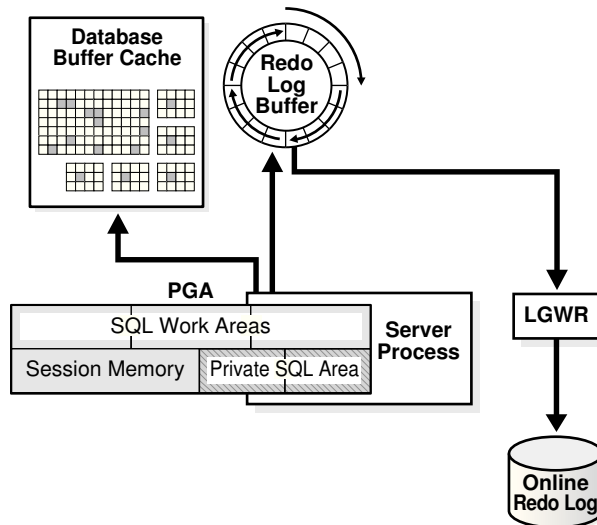 Database
Buffer Cache
Redo
Log
Buffer
PGA
SQL Work Areas
Session Memory
Private SQL Area
Server
Process
LGWR
Online
Redo Log